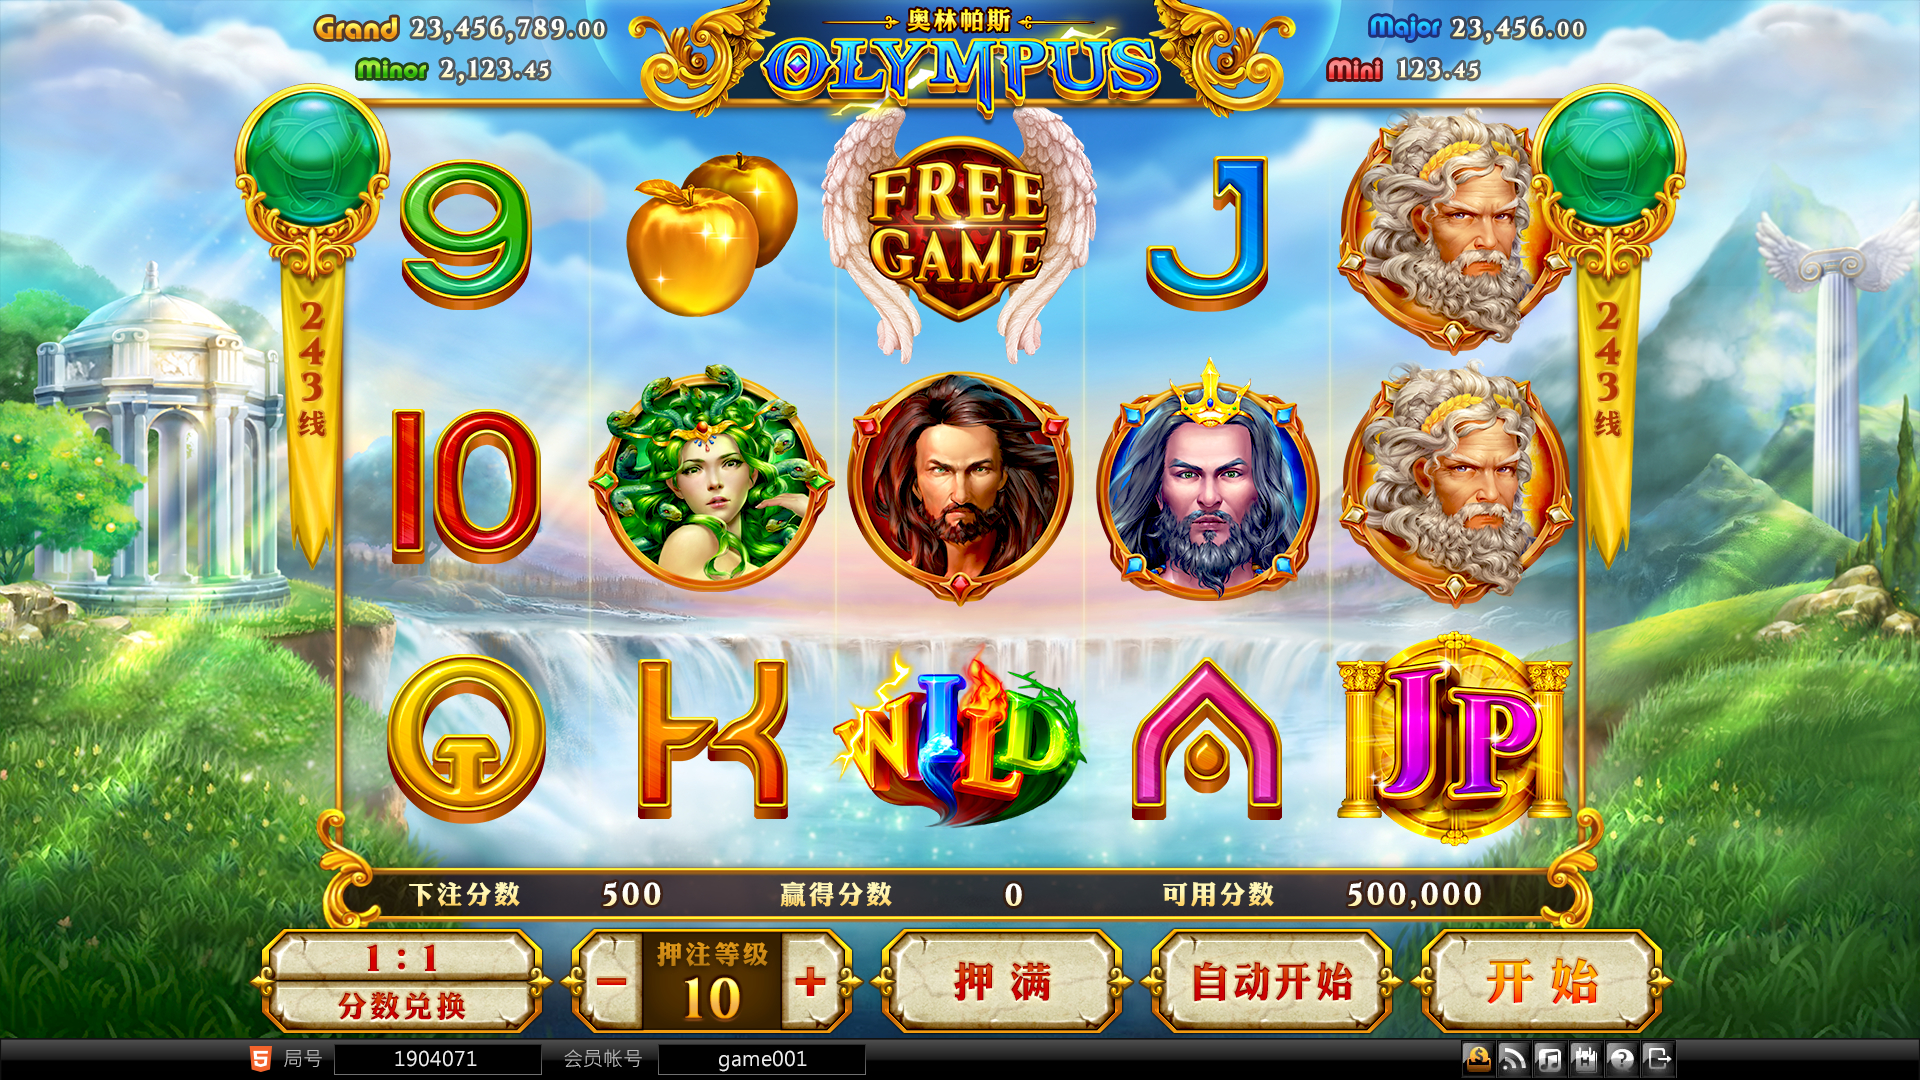 Grand 23,456,789.00
Minor 2,123.45
奥林帕斯
OLYMPUS
Major 23,456.00
Mini 123.45
243线
243线
9
FREE
GAME
J
10
Q
K
WILD
A
JP
下注分数 500 赢得分数 0 可用分数 500,000
1:1
分数兑换
− 押注等级 +
10
押满
自动开始
开始
5 局号 1904071 会员帐号 game001
$ ?